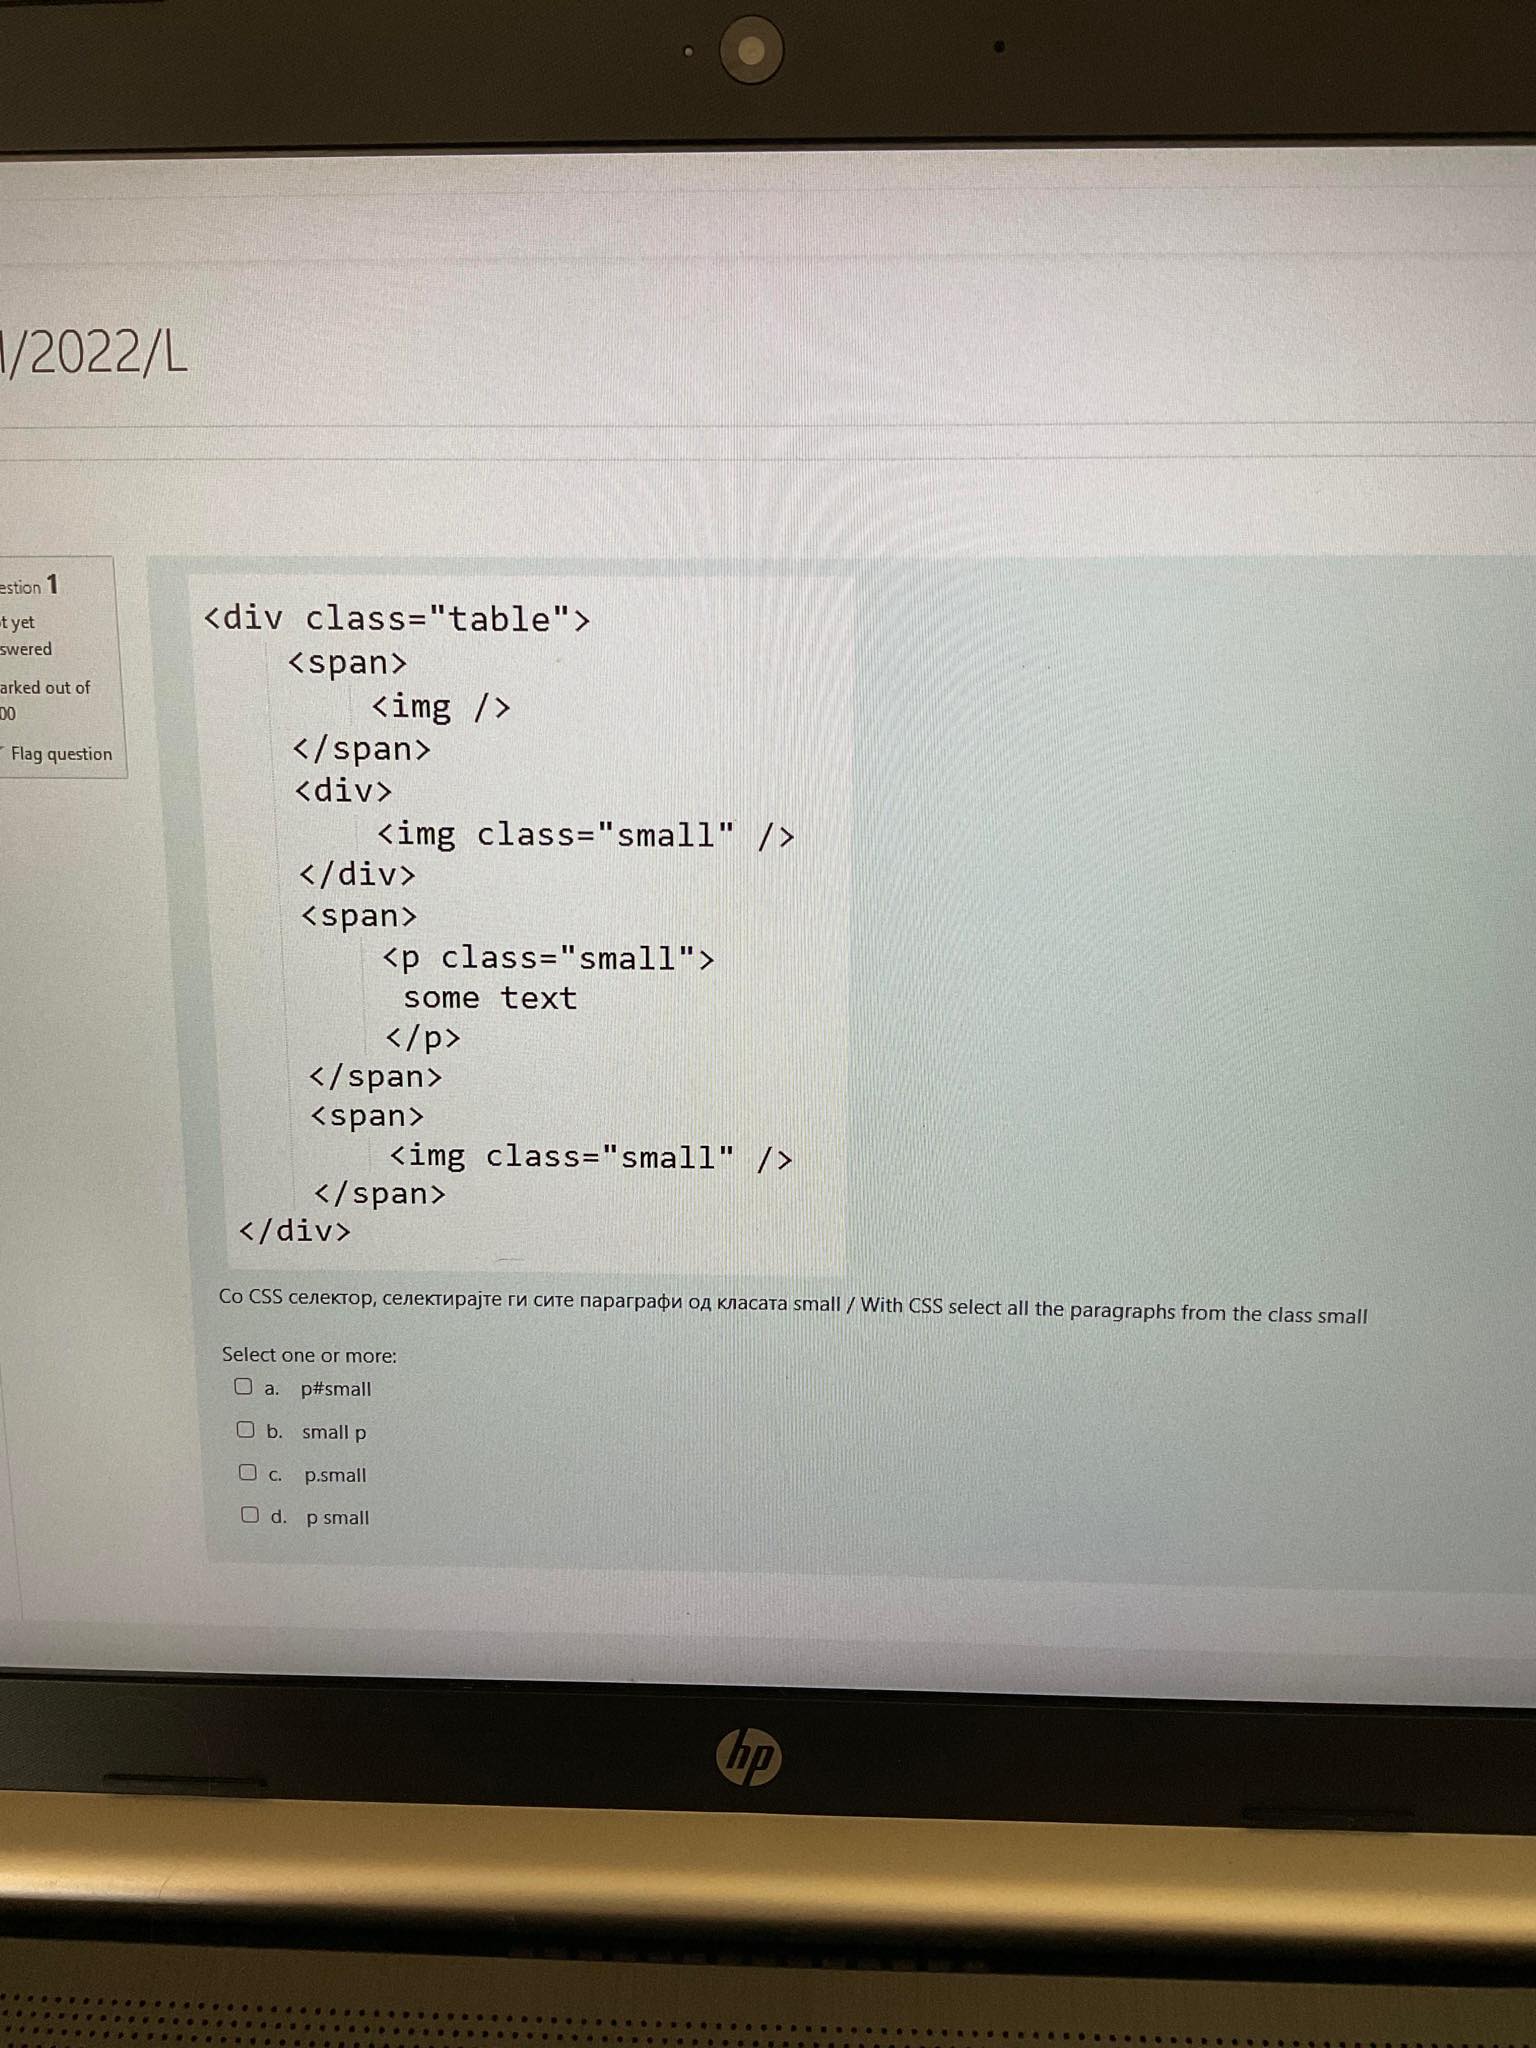 /2022/L
estion 1
t yet
swered
arked out of
00
Flag question
<div class="table">
<span>
<img />
</span>
<div>
<img class="small" />
</div>
<span>
<p class="small">
some text
</p>
</span>
<span>
<img class="small" />
</span>
</div>
Со CSS селектор, селектирајте ги сите параграфи од класата small / With CSS select all the paragraphs from the class small
Select one or more:
a. p#small
b. small p
c. p.small
d. p small
hp